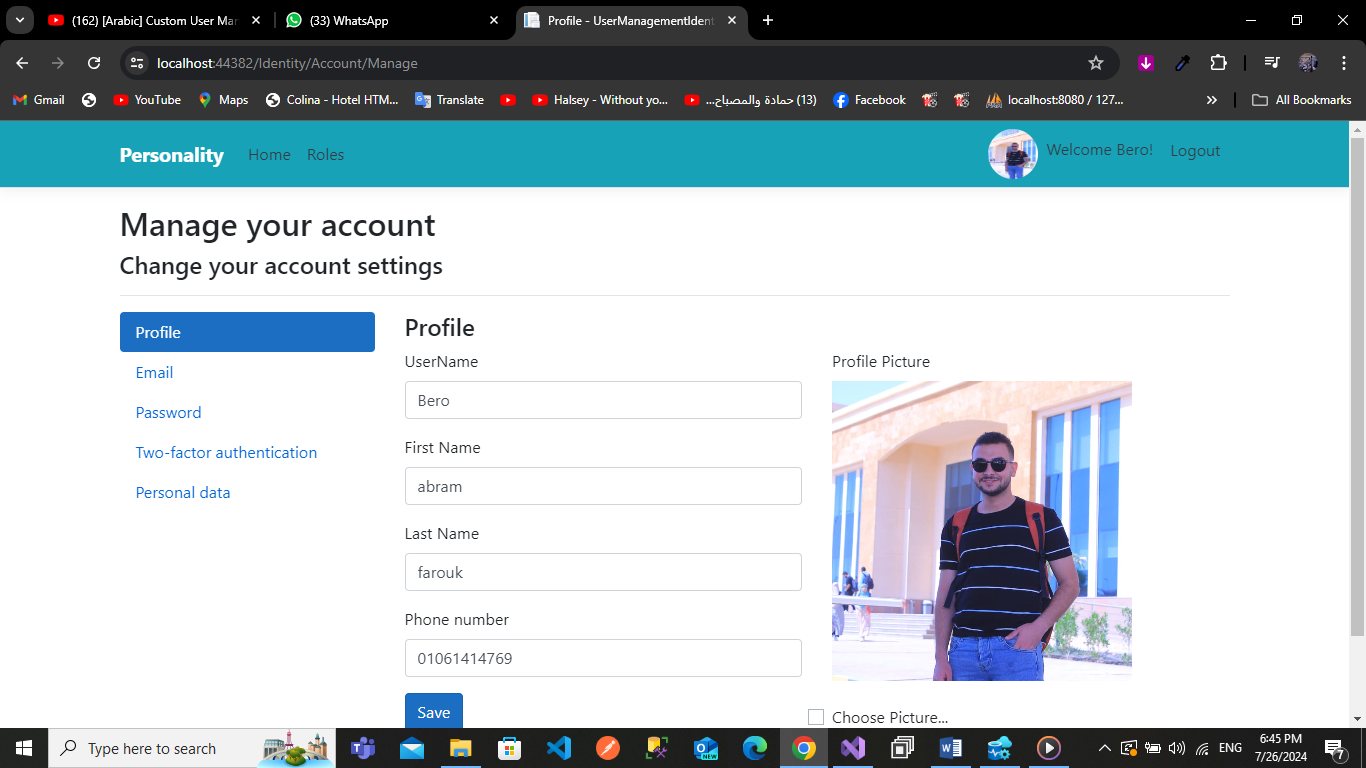 (162) [Arabic] Custom User Mar
(33) WhatsApp
Profile - UserManagementIdent
localhost:44382/Identity/Account/Manage
Gmail
YouTube
Maps
Colina - Hotel HTM...
Translate
Halsey - Without yo...
(13) حمادة والمصباح...
Facebook
localhost:8080 / 127...
All Bookmarks
Personality Home Roles
Welcome Bero! Logout
Manage your account
Change your account settings
Profile
Email
Password
Two-factor authentication
Personal data
Profile
UserName
Bero
First Name
abram
Last Name
farouk
Phone number
01061414769
Save
Profile Picture
Choose Picture...
Type here to search
NEW
ENG
6:45 PM
7/26/2024
7